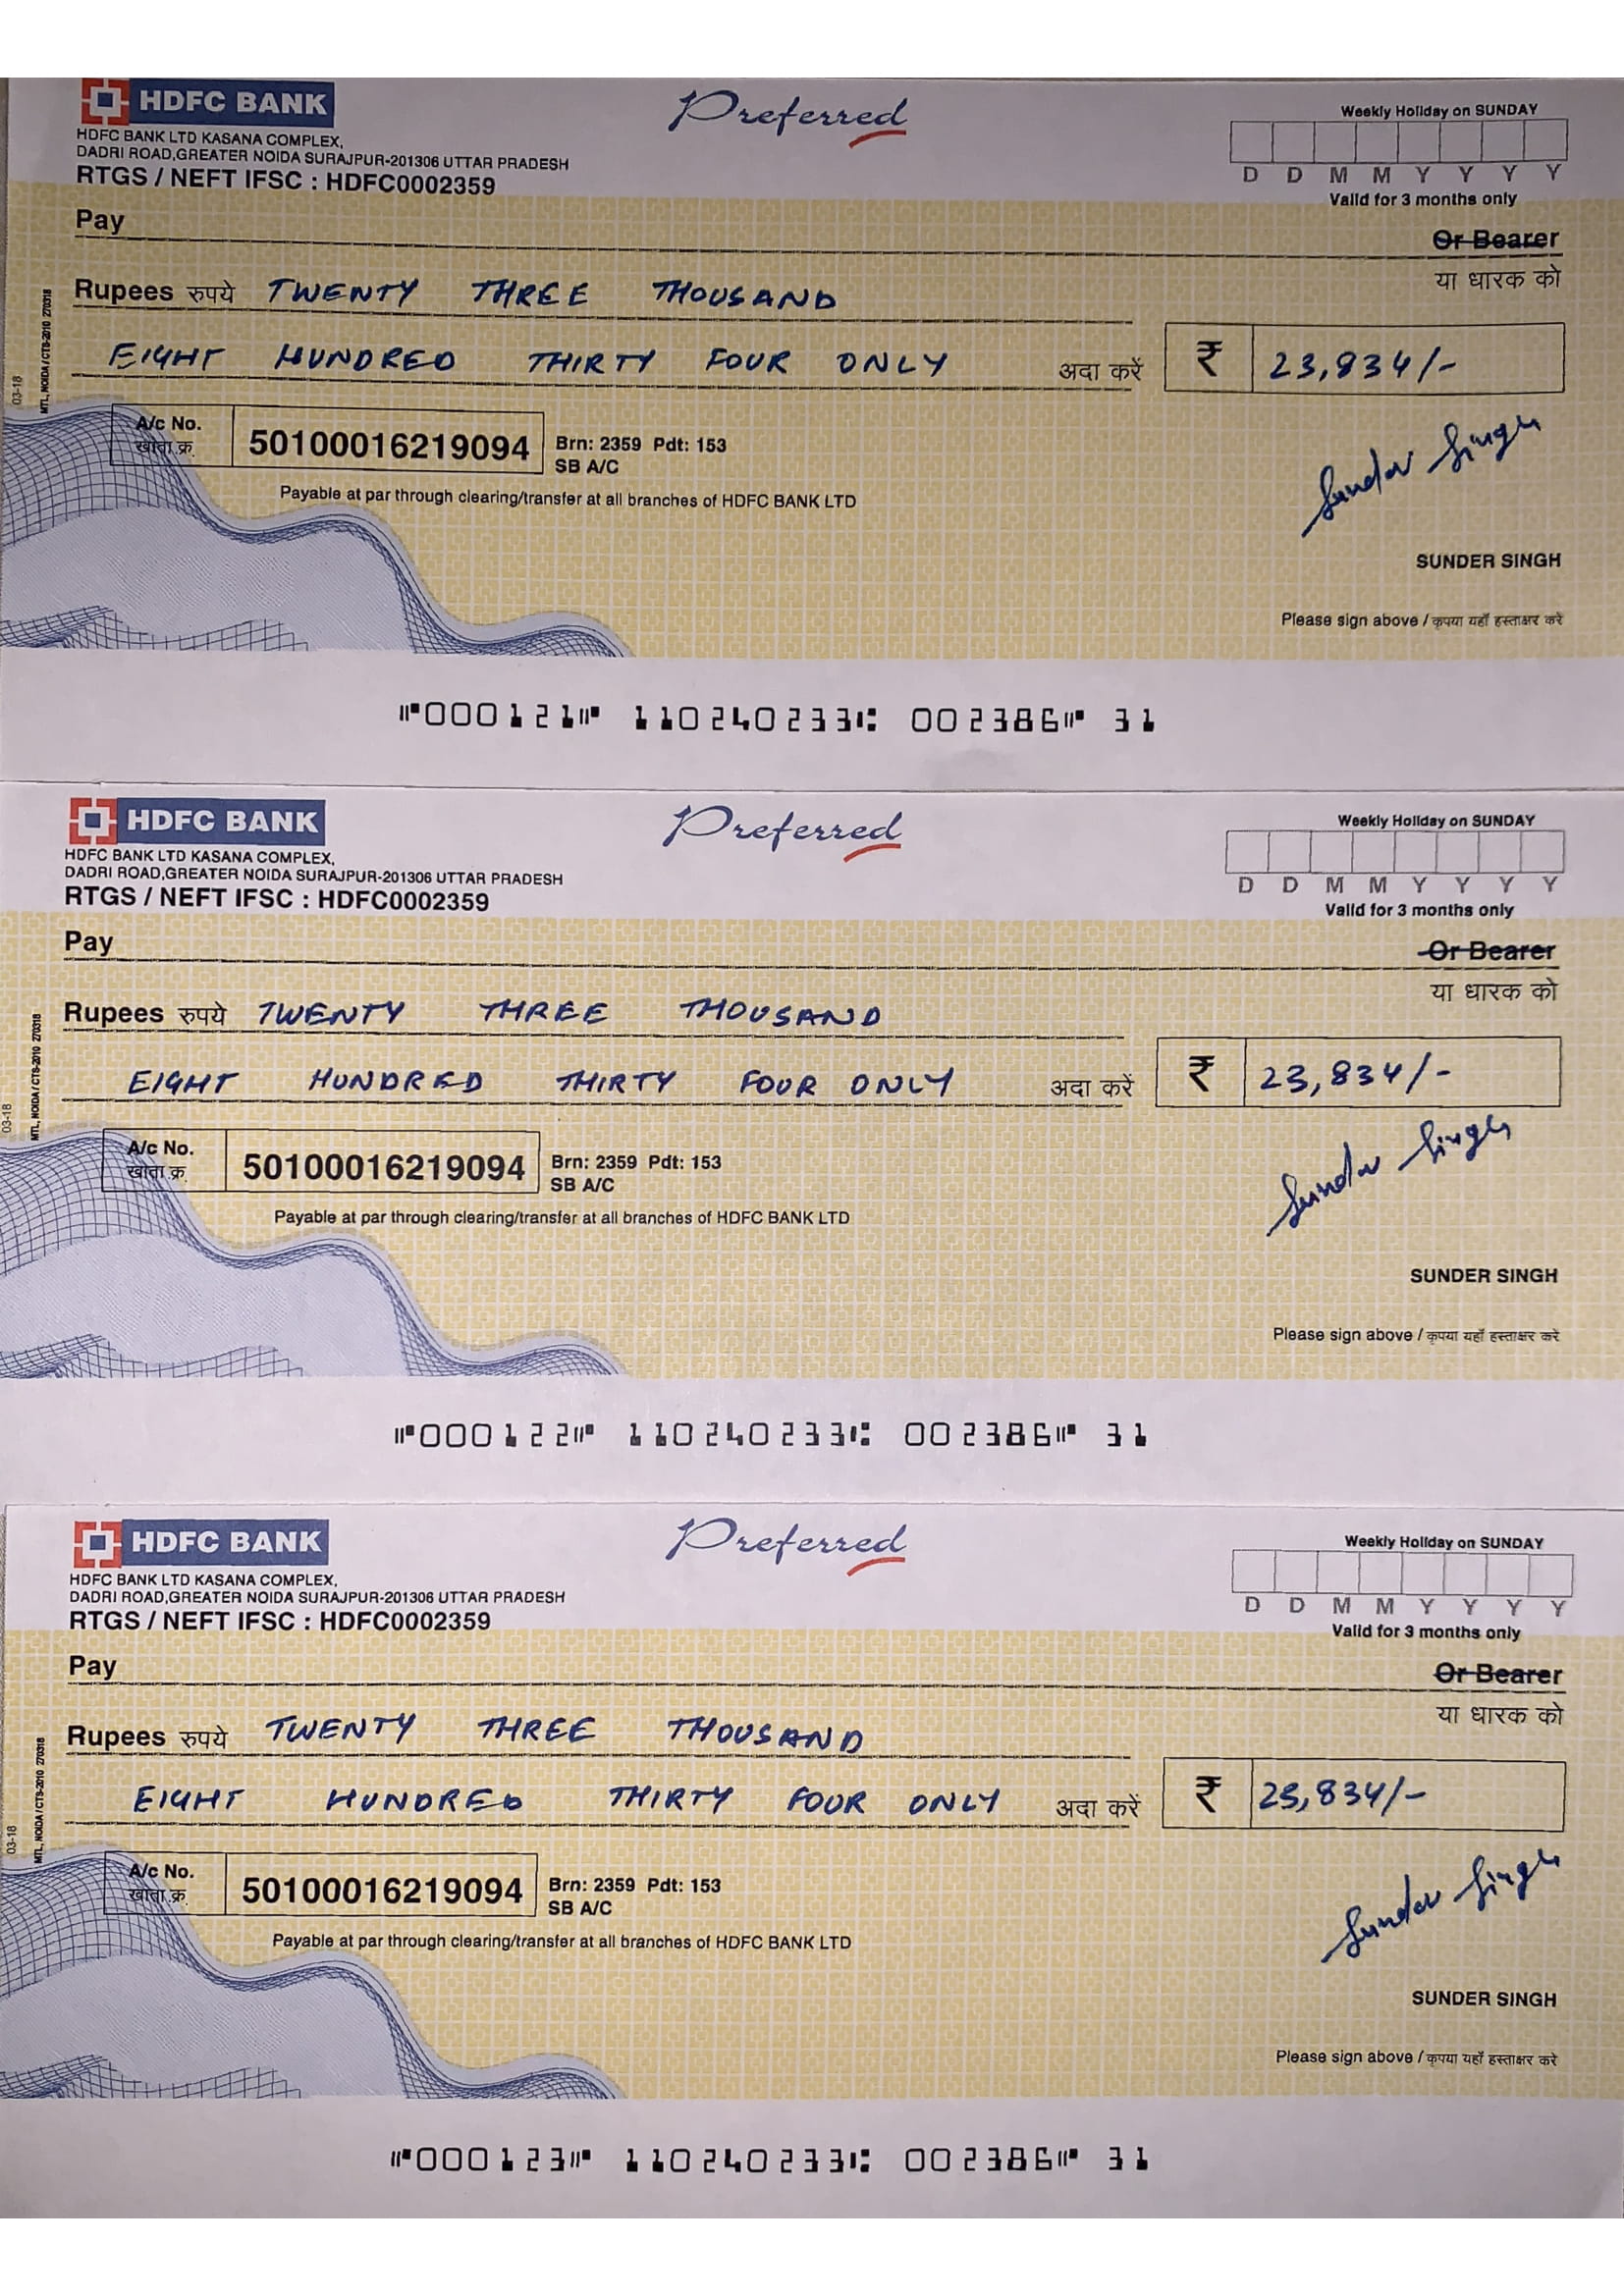 HDFC BANK
Preferred
Weekly Holiday on SUNDAY
HDFC BANK LTD KASANA COMPLEX,
DADRI ROAD,GREATER NOIDA SURAJPUR-201306 UTTAR PRADESH
RTGS / NEFT IFSC : HDFC0002359
D D M M Y Y Y Y
Valid for 3 months only
Pay
Or Bearer
या धारक को
Rupees रुपये TWENTY THREE THOUSAND
EIGHT HUNDRED THIRTY FOUR ONLY अदा करें ₹ 23,834/-
03-18
MTL, NOIDA / CTS-2010 270318
A/c No.
खाता क्र.
50100016219094
Brn: 2359 Pdt: 153
SB A/C
Payable at par through clearing/transfer at all branches of HDFC BANK LTD
Sunder Singh
SUNDER SINGH
Please sign above / कृपया यहाँ हस्ताक्षर करे
⑈000121⑈ 110240233⑆ 002386⑈ 31
HDFC BANK
Preferred
Weekly Holiday on SUNDAY
HDFC BANK LTD KASANA COMPLEX,
DADRI ROAD,GREATER NOIDA SURAJPUR-201306 UTTAR PRADESH
RTGS / NEFT IFSC : HDFC0002359
D D M M Y Y Y Y
Valid for 3 months only
Pay
Or Bearer
या धारक को
Rupees रुपये TWENTY THREE THOUSAND
EIGHT HUNDRED THIRTY FOUR ONLY अदा करें ₹ 23,834/-
03-18
MTL, NOIDA / CTS-2010 270318
A/c No.
खाता क्र.
50100016219094
Brn: 2359 Pdt: 153
SB A/C
Payable at par through clearing/transfer at all branches of HDFC BANK LTD
Sunder Singh
SUNDER SINGH
Please sign above / कृपया यहाँ हस्ताक्षर करे
⑈000122⑈ 110240233⑆ 002386⑈ 31
HDFC BANK
Preferred
Weekly Holiday on SUNDAY
HDFC BANK LTD KASANA COMPLEX,
DADRI ROAD,GREATER NOIDA SURAJPUR-201306 UTTAR PRADESH
RTGS / NEFT IFSC : HDFC0002359
D D M M Y Y Y Y
Valid for 3 months only
Pay
Or Bearer
या धारक को
Rupees रुपये TWENTY THREE THOUSAND
EIGHT HUNDRED THIRTY FOUR ONLY अदा करें ₹ 23,834/-
03-18
MTL, NOIDA / CTS-2010 270318
A/c No.
खाता क्र.
50100016219094
Brn: 2359 Pdt: 153
SB A/C
Payable at par through clearing/transfer at all branches of HDFC BANK LTD
Sunder Singh
SUNDER SINGH
Please sign above / कृपया यहाँ हस्ताक्षर करे
⑈000123⑈ 110240233⑆ 002386⑈ 31